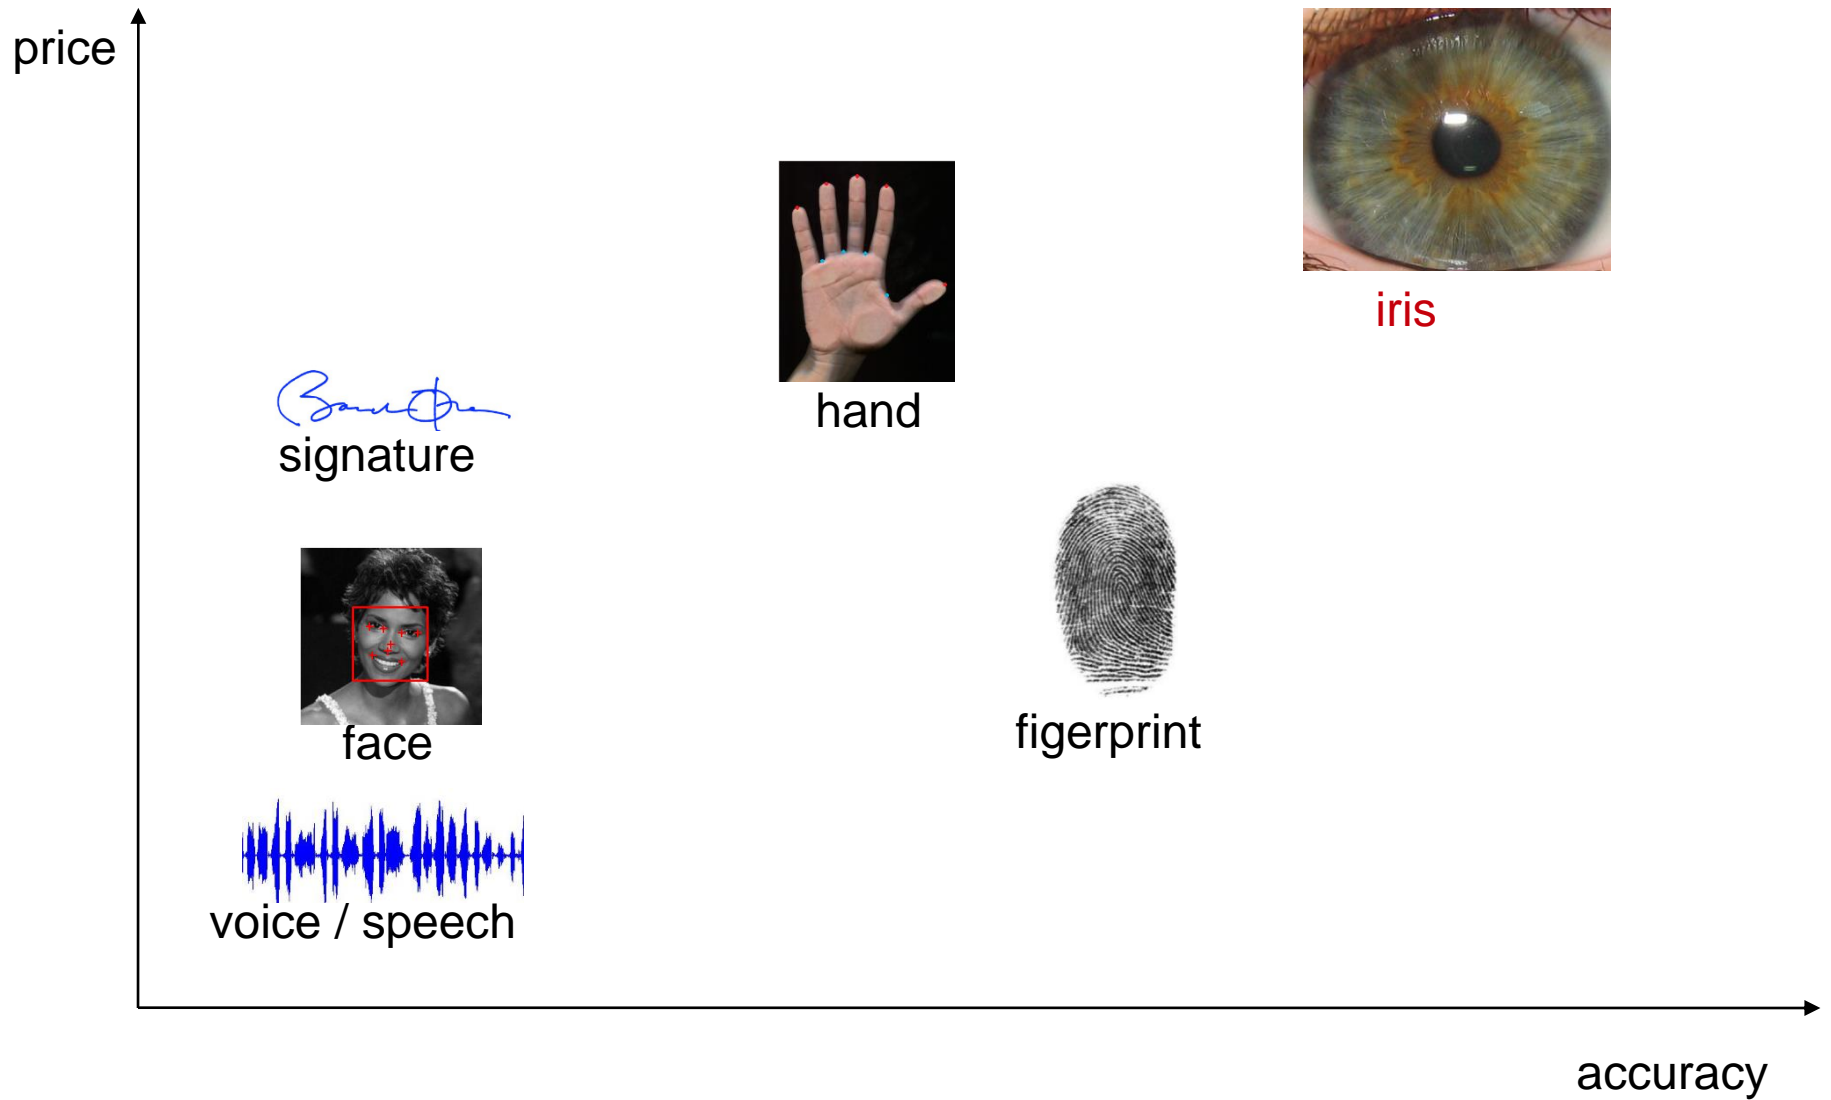 price
iris
hand
signature
figerprint
face
voice / speech
accuracy